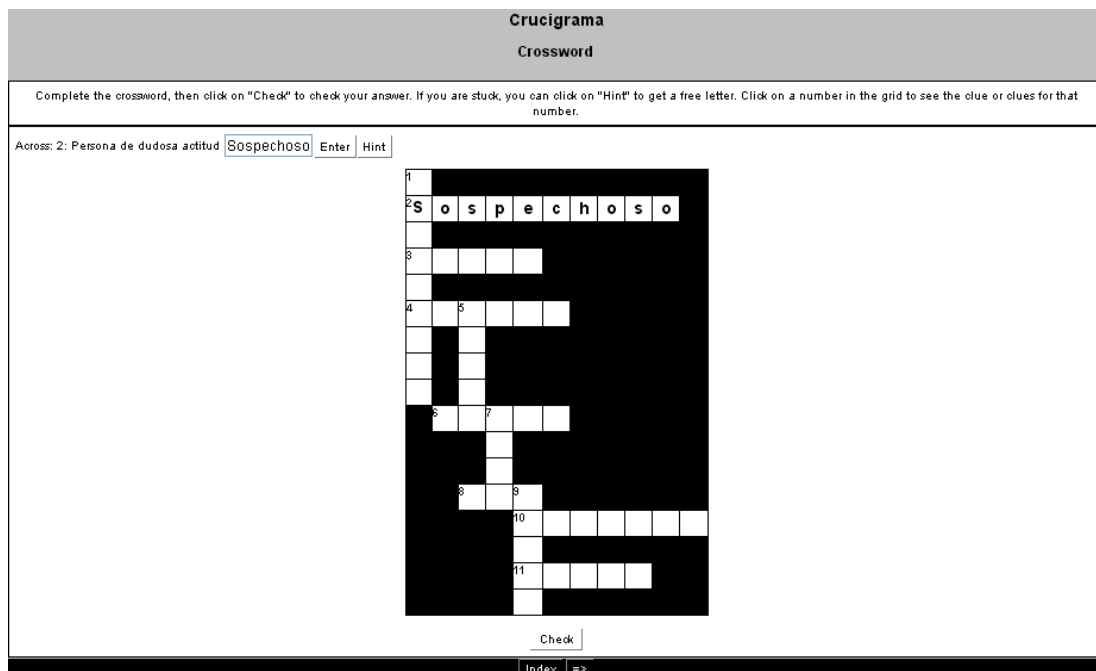 Crucigrama
Crossword
Complete the crossword, then click on "Check" to check your answer. If you are stuck, you can click on "Hint" to get a free letter. Click on a number in the grid to see the clue or clues for that
number.
Across: 2: Persona de dudosa actitud Sospechoso Enter Hint
1
2 S o s p e c h o s o
3
4 5
6 7
8 9
10
11
Check
Index =>